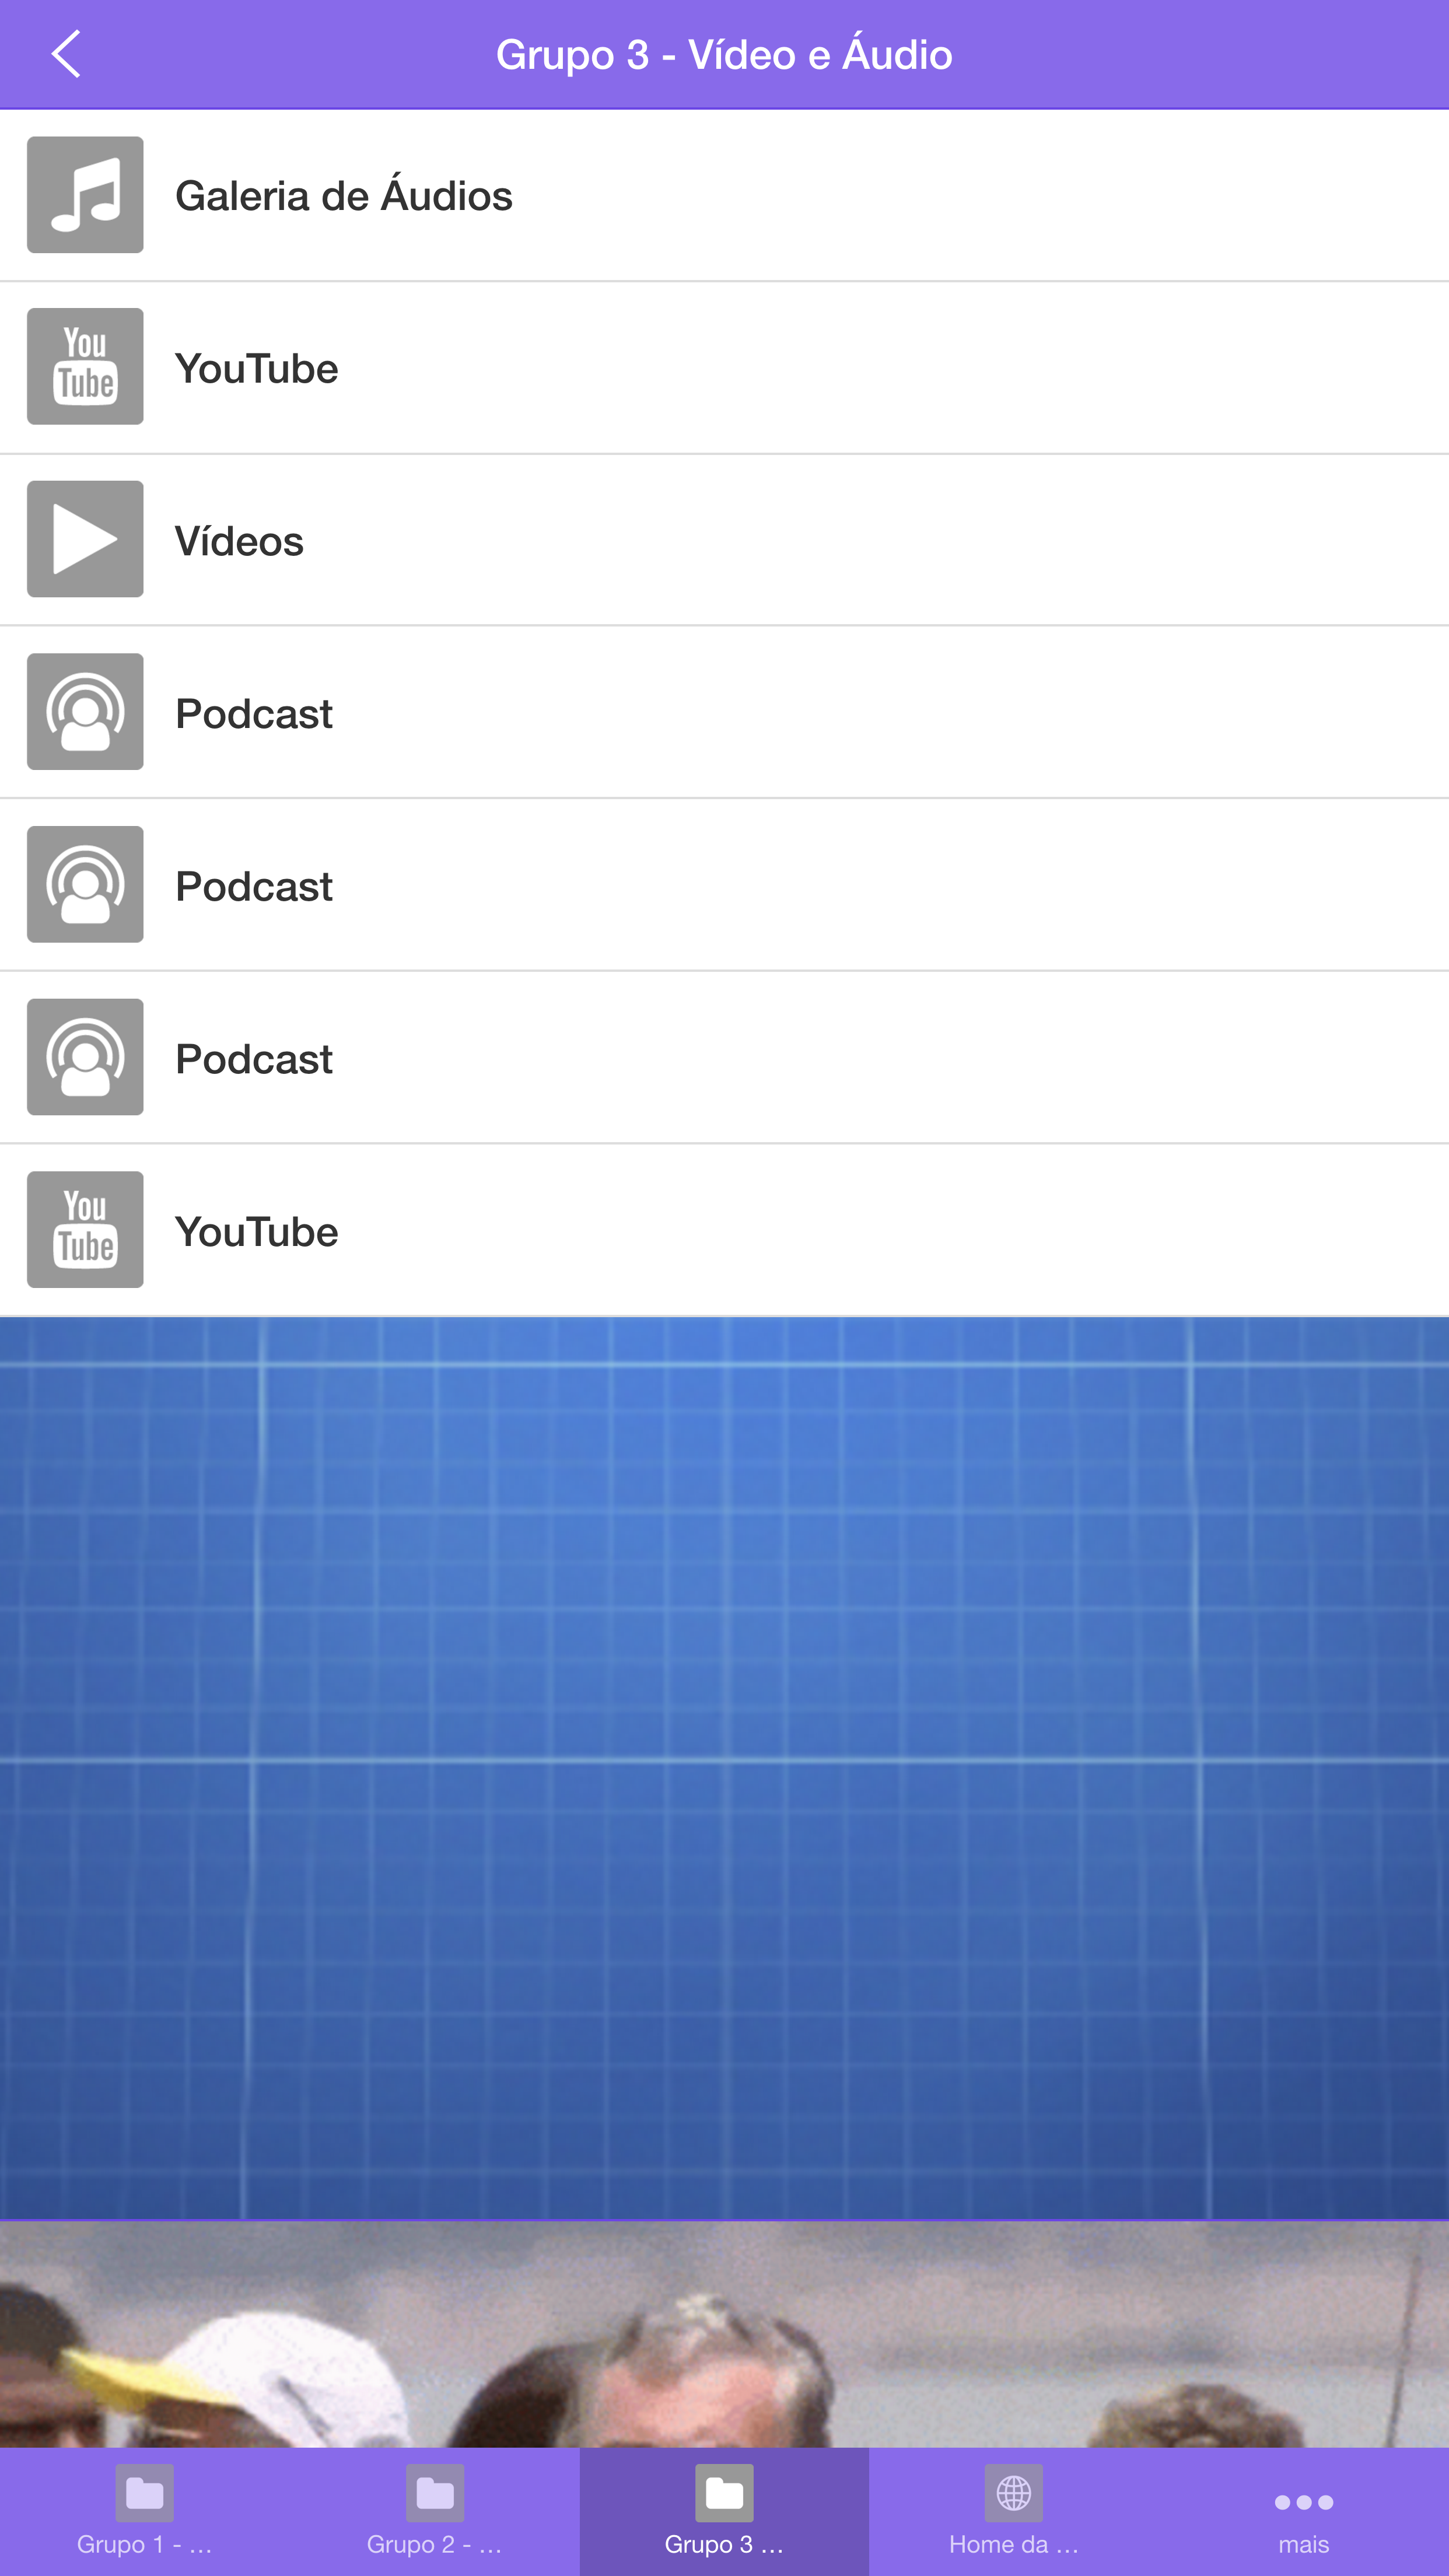 Grupo 3 - Vídeo e Áudio
Galeria de Áudios
You
Tube
YouTube
Vídeos
Podcast
Podcast
Podcast
You
Tube
YouTube
Grupo 1 - ...
Grupo 2 - ...
Grupo 3 ...
Home da ...
mais